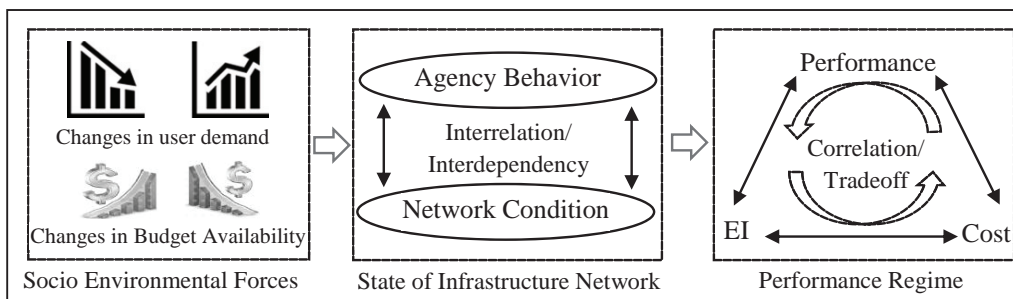 Changes in user demand
$
$
Changes in Budget Availability
Socio Environmental Forces
Agency Behavior
Interrelation/
Interdependency
Network Condition
State of Infrastructure Network
Performance
Correlation/
Tradeoff
EI
Cost
Performance Regime